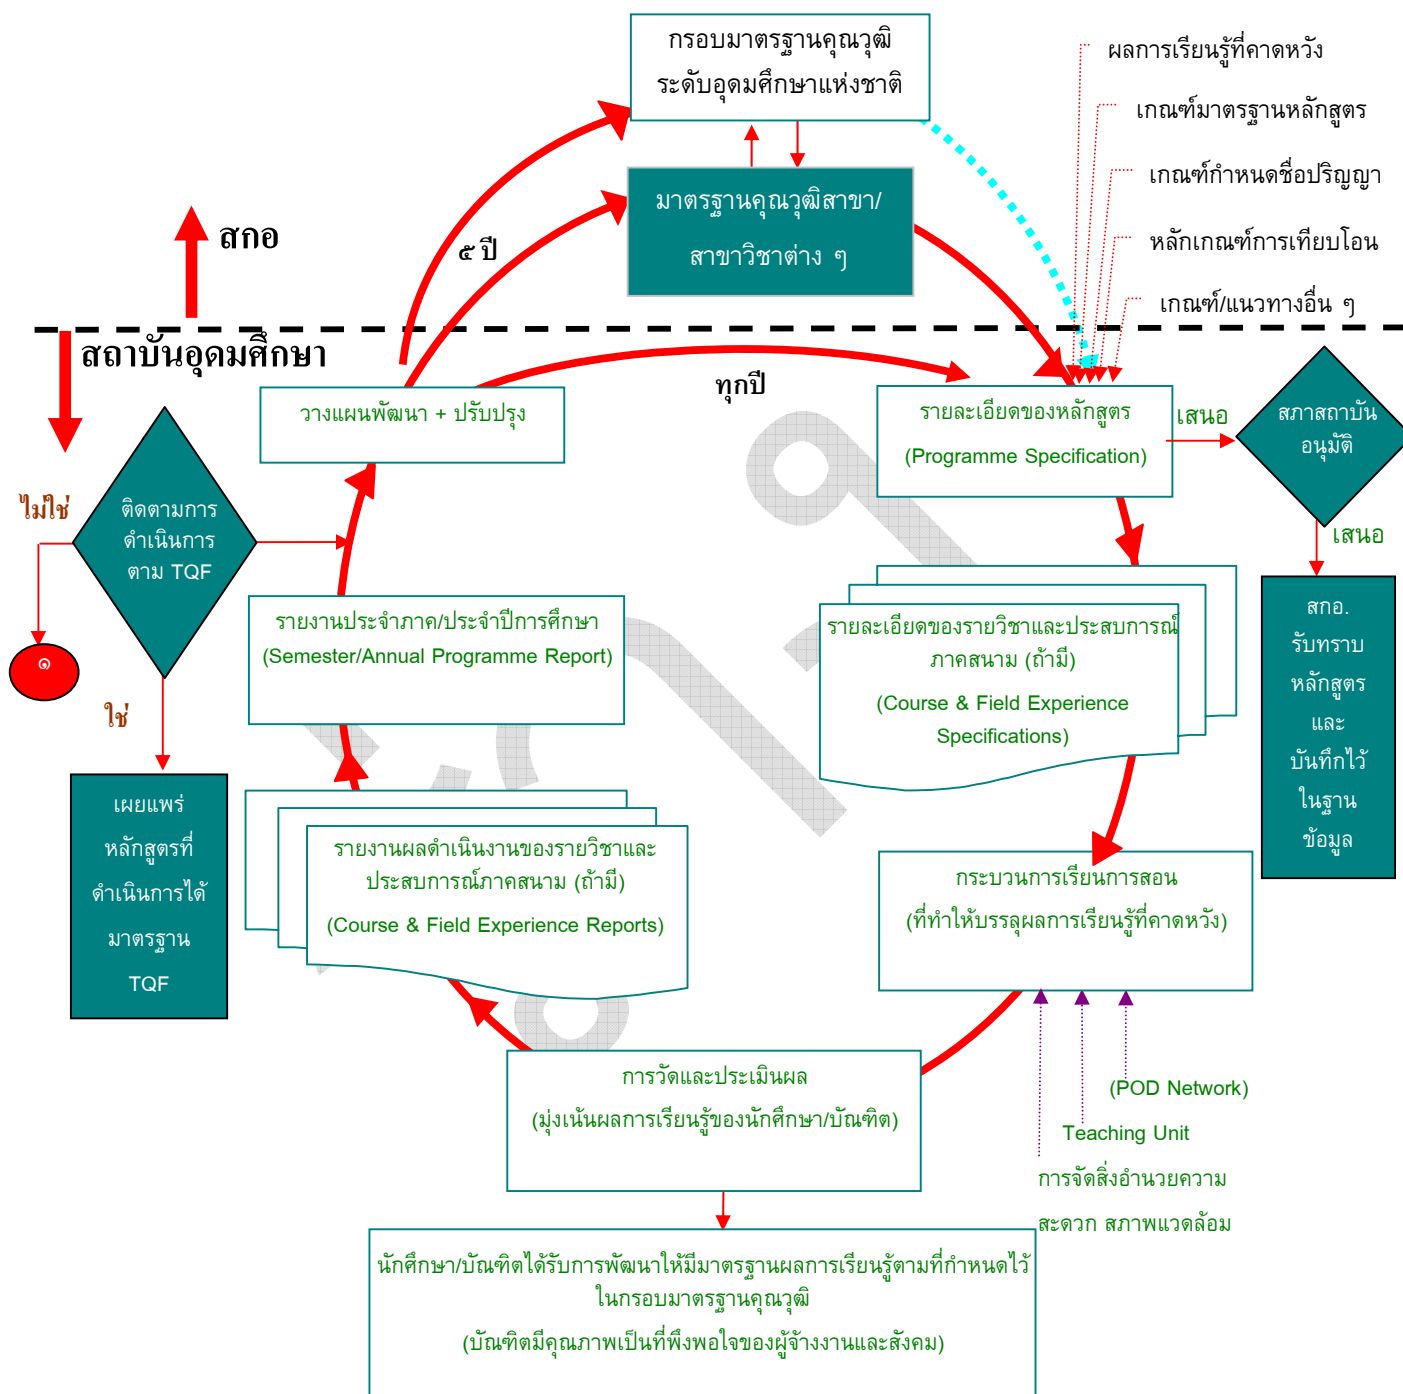 กรอบมาตรฐานคุณวุฒิ
ระดับอุดมศึกษาแห่งชาติ
ผลการเรียนรู้ที่คาดหวัง
เกณฑ์มาตรฐานหลักสูตร
เกณฑ์กำหนดชื่อปริญญา
หลักเกณฑ์การเทียบโอน
เกณฑ์/แนวทางอื่น ๆ
มาตรฐานคุณวุฒิสาขา/
สาขาวิชาต่าง ๆ
สกอ
๕ ปี
สถาบันอุดมศึกษา
ทุกปี
วางแผนพัฒนา + ปรับปรุง
รายละเอียดของหลักสูตร
(Programme Specification)
เสนอ
สภาสถาบัน
อนุมัติ
เสนอ
ไม่ใช่
ติดตามการ
ดำเนินการ
ตาม TQF
๑
ใช่
รายงานประจำภาค/ประจำปีการศึกษา
(Semester/Annual Programme Report)
รายละเอียดของรายวิชาและประสบการณ์
ภาคสนาม (ถ้ามี)
(Course & Field Experience
Specifications)
สกอ.
รับทราบ
หลักสูตร
และ
บันทึกไว้
ในฐาน
ข้อมูล
เผยแพร่
หลักสูตรที่
ดำเนินการได้
มาตรฐาน
TQF
รายงานผลดำเนินงานของรายวิชาและ
ประสบการณ์ภาคสนาม (ถ้ามี)
(Course & Field Experience Reports)
กระบวนการเรียนการสอน
(ที่ทำให้บรรลุผลการเรียนรู้ที่คาดหวัง)
การวัดและประเมินผล
(มุ่งเน้นผลการเรียนรู้ของนักศึกษา/บัณฑิต)
(POD Network)
Teaching Unit
การจัดสิ่งอำนวยความ
สะดวก สภาพแวดล้อม
นักศึกษา/บัณฑิตได้รับการพัฒนาให้มีมาตรฐานผลการเรียนรู้ตามที่กำหนดไว้
ในกรอบมาตรฐานคุณวุฒิ
(บัณฑิตมีคุณภาพเป็นที่พึงพอใจของผู้จ้างงานและสังคม)